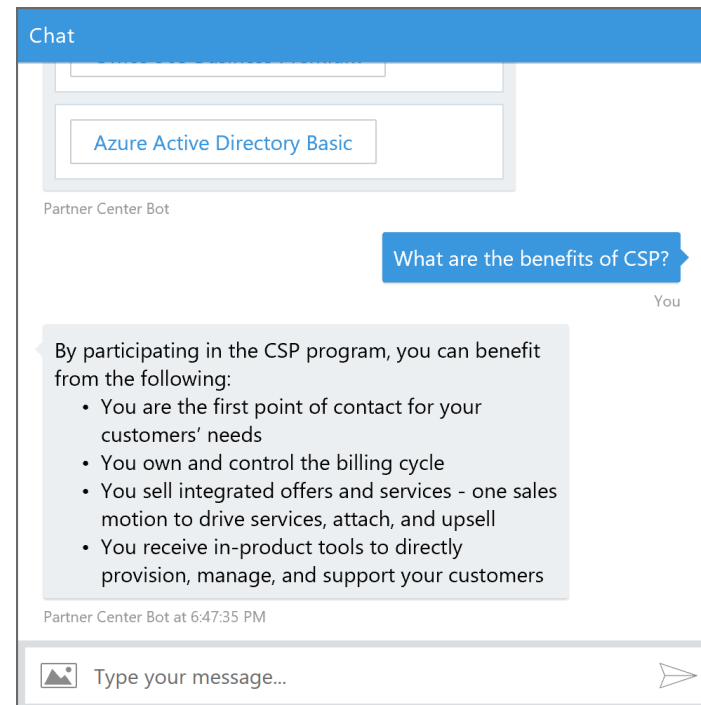 Chat
Azure Active Directory Basic
Partner Center Bot
What are the benefits of CSP?
You
By participating in the CSP program, you can benefit
from the following:
• You are the first point of contact for your
customers’ needs
• You own and control the billing cycle
• You sell integrated offers and services - one sales
motion to drive services, attach, and upsell
• You receive in-product tools to directly
provision, manage, and support your customers
Partner Center Bot at 6:47:35 PM
Type your message...